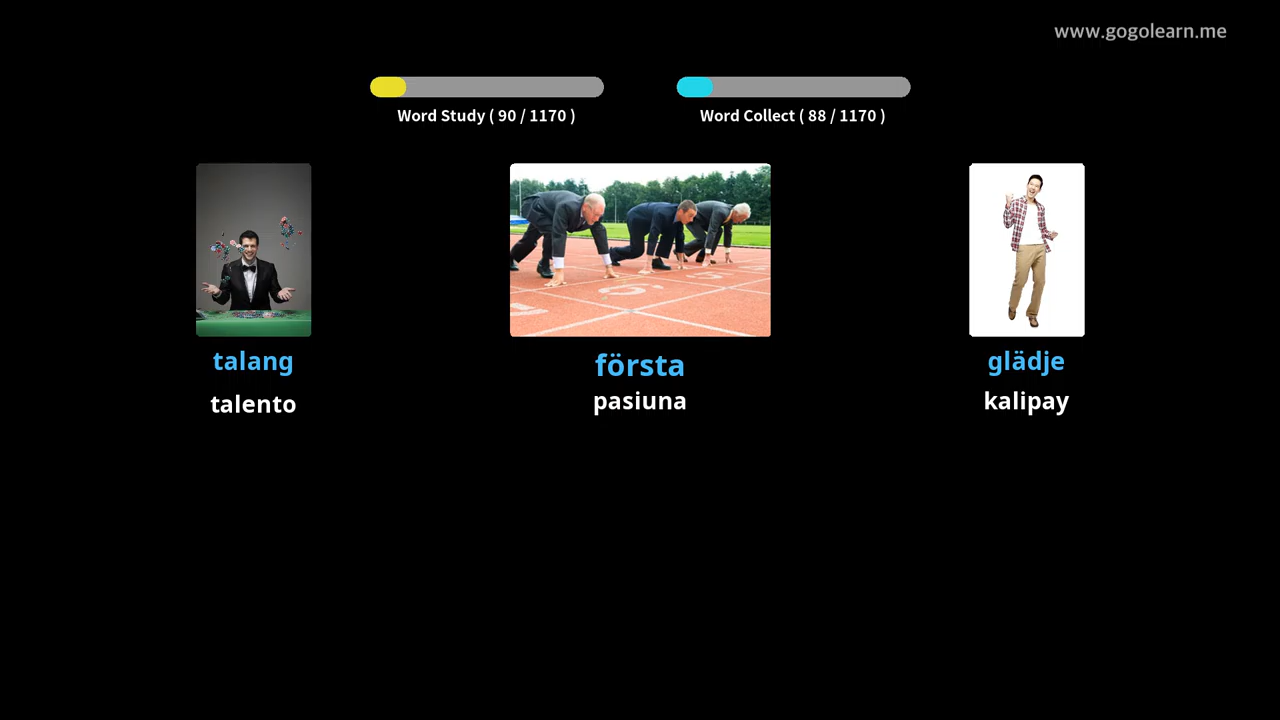 www.gogolearn.me
Word Study ( 90 / 1170 )
Word Collect ( 88 / 1170 )
talang
talento
första
pasiuna
glädje
kalipay